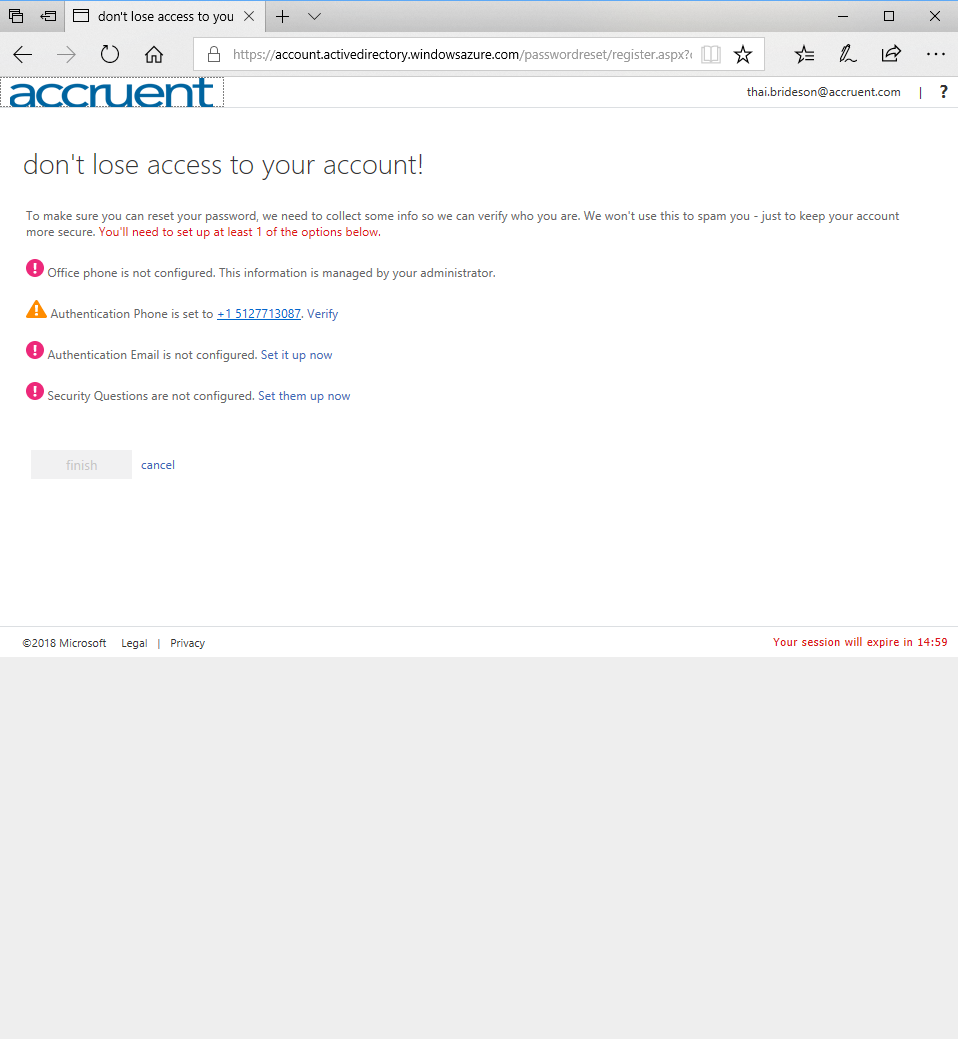 don't lose access to you
https://account.activedirectory.windowsazure.com/passwordreset/register.aspx?
accruent
thai.brideson@accruent.com | ?
don't lose access to your account!
To make sure you can reset your password, we need to collect some info so we can verify who you are. We won't use this to spam you - just to keep your account
more secure. You'll need to set up at least 1 of the options below.
Office phone is not configured. This information is managed by your administrator.
Authentication Phone is set to +1 5127713087. Verify
Authentication Email is not configured. Set it up now
Security Questions are not configured. Set them up now
finish cancel
©2018 Microsoft Legal | Privacy
Your session will expire in 14:59